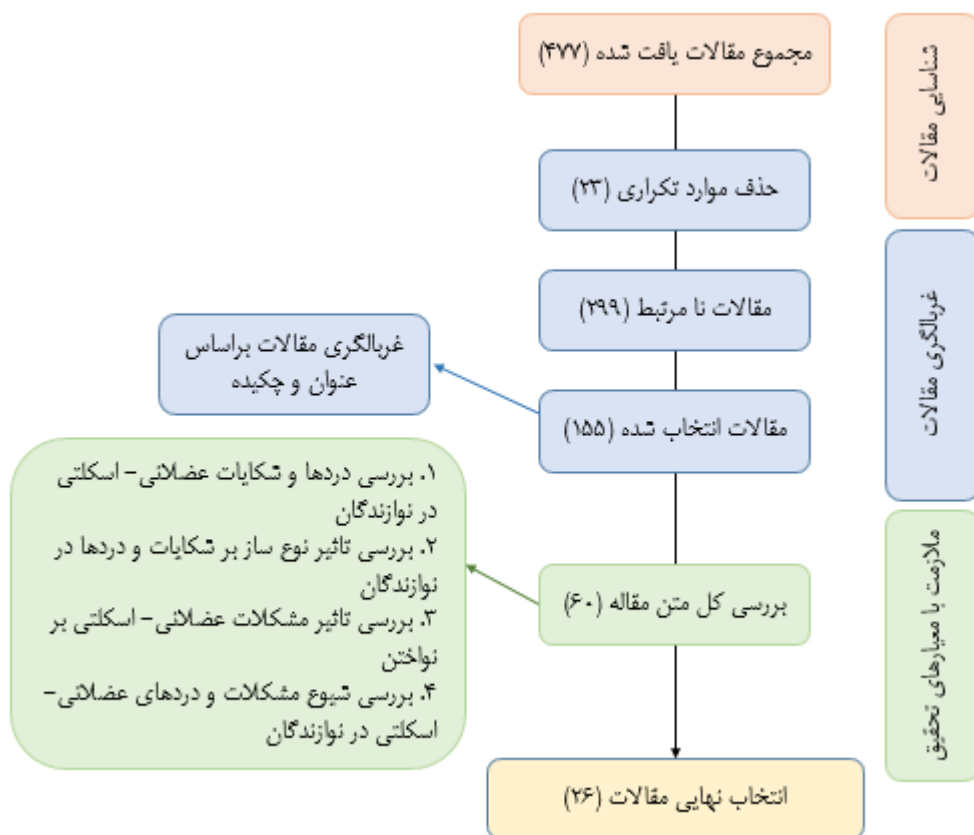 مجموع مقالات یافت شده (۴۷۷)
شناسایی مقالات
حذف موارد تکراری (۲۳)
مقالات نا مرتبط (۲۹۹)
غربالگری مقالات
غربالگری مقالات براساس
عنوان و چکیده
مقالات انتخاب شده (۱۵۵)
۱. بررسی دردها و شکایات عضلانی- اسکلتی
در نوازندگان
۲. بررسی تاثیر نوع ساز بر شکایات و دردها در
نوازندگان
۳. بررسی تاثیر مشکلات عضلانی- اسکلتی بر
نواختن
۴. بررسی شیوع مشکلات و دردهای عضلانی-
اسکلتی در نوازندگان
بررسی کل متن مقاله (۶۰)
ملازمت با معیارهای تحقیق
انتخاب نهایی مقالات (۲۶)